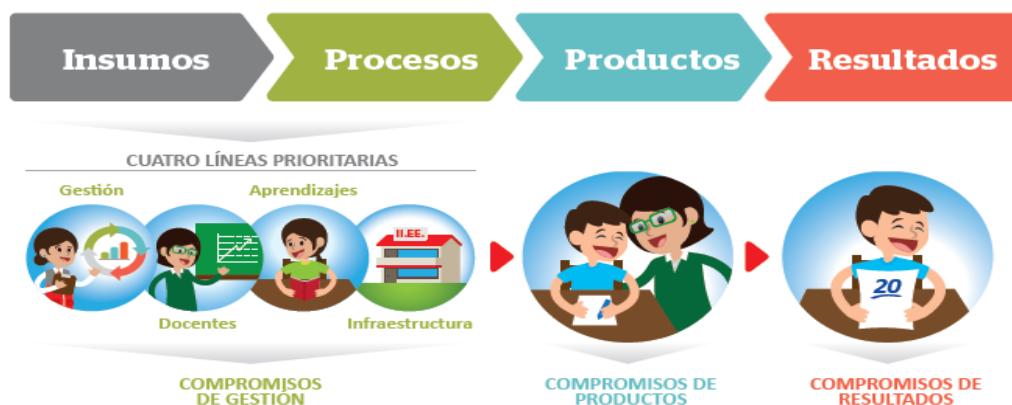 Insumos
Procesos
Productos
Resultados
CUATRO LÍNEAS PRIORITARIAS
Gestión
Aprendizajes
II.EE.
20
Docentes
Infraestructura
COMPROMISOS
DE GESTIÓN
COMPROMISOS DE
PRODUCTOS
COMPROMISOS DE
RESULTADOS